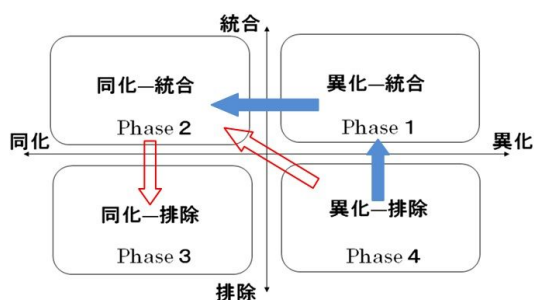 統合
同化―統合
Phase 2
異化―統合
Phase 1
同化
異化
同化―排除
Phase 3
異化―排除
Phase 4
排除